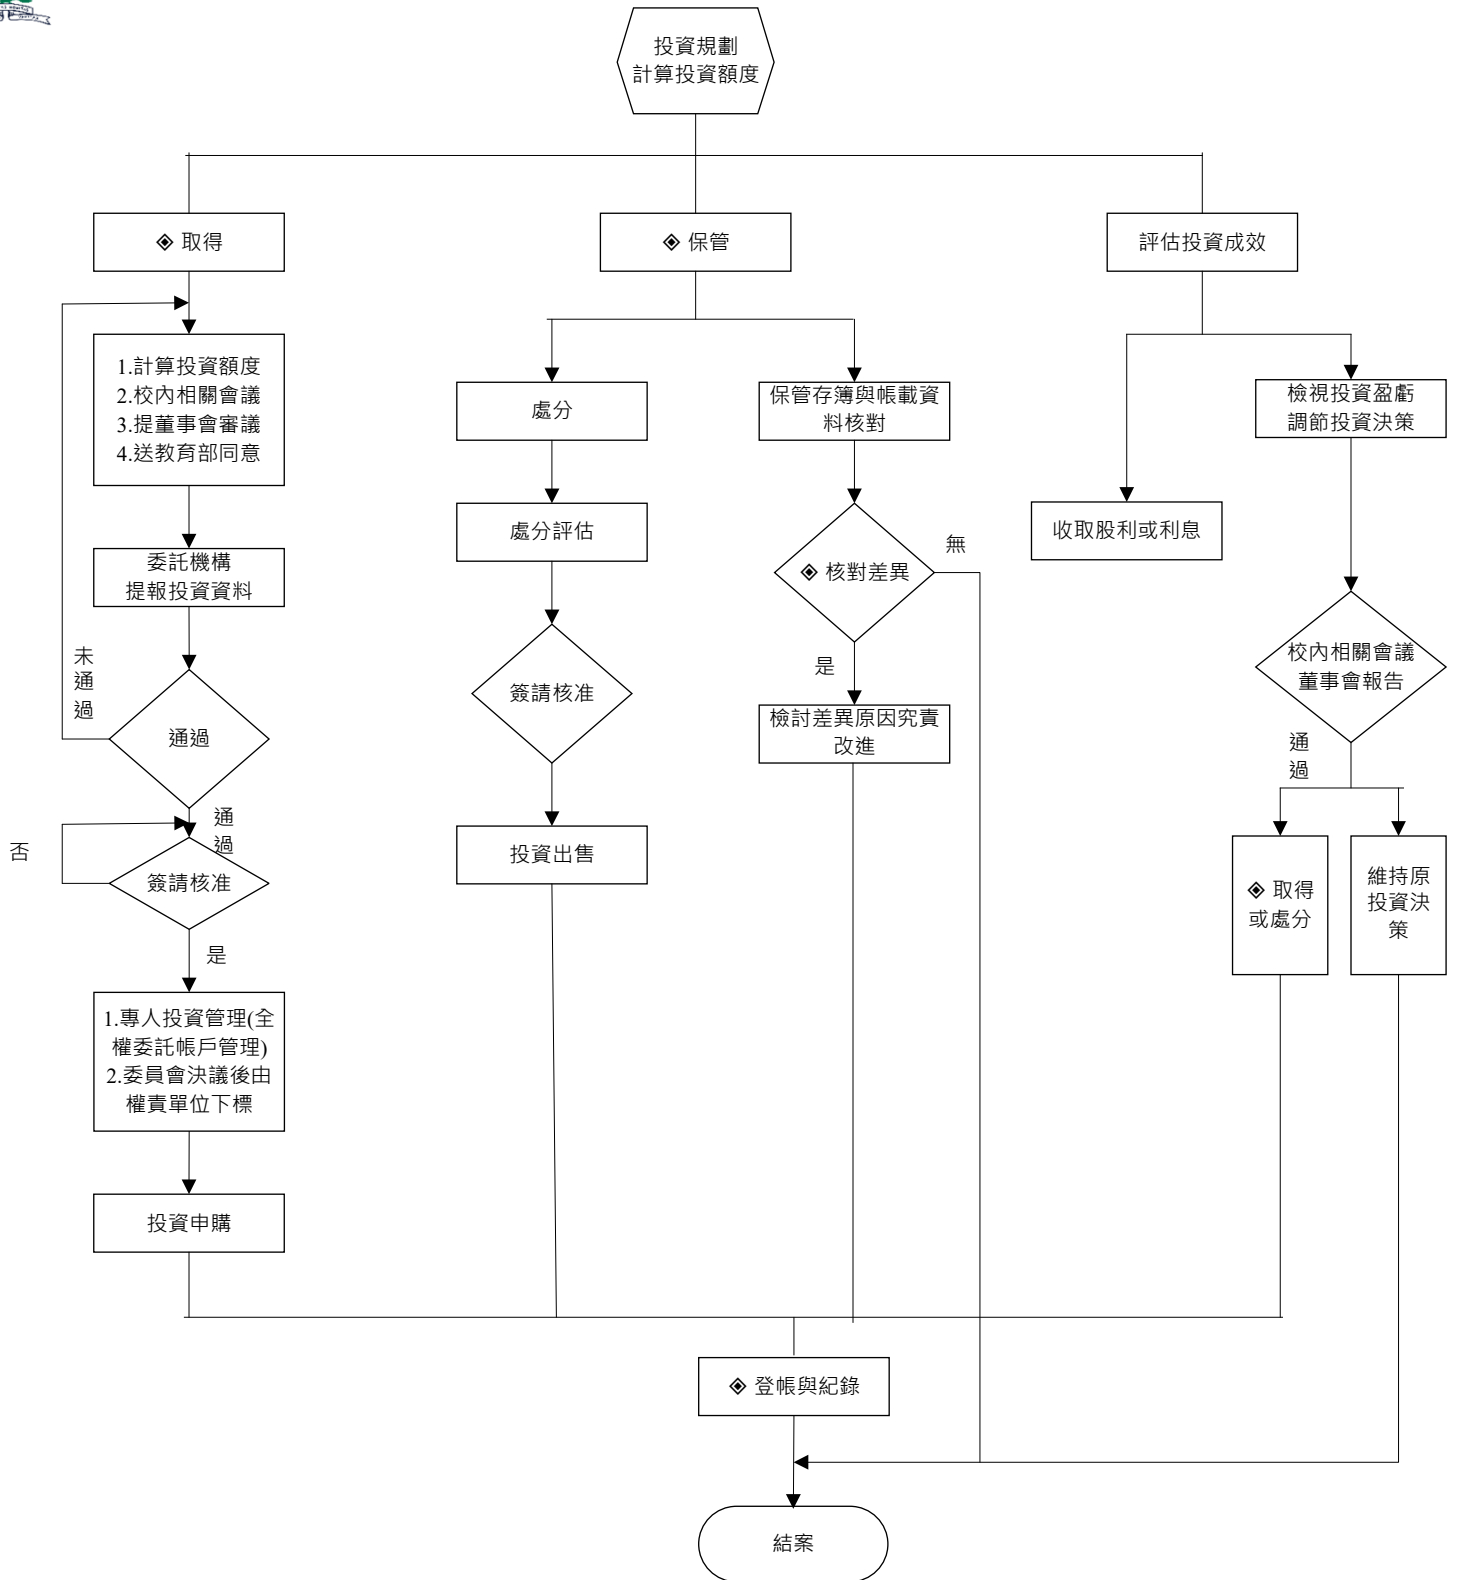 投資規劃
計算投資額度
◈ 取得
◈ 保管
評估投資成效
1.計算投資額度
2.校內相關會議
3.提董事會審議
4.送教育部同意
委託機構
提報投資資料
未
通
過
通過
通
過
否
簽請核准
是
1.專人投資管理(全
權委託帳戶管理)
2.委員會決議後由
權責單位下標
投資申購
處分
處分評估
簽請核准
投資出售
保管存簿與帳載資
料核對
◈ 核對差異
無
是
檢討差異原因究責
改進
收取股利或利息
檢視投資盈虧
調節投資決策
校內相關會議
董事會報告
通
過
◈ 取得
或處分
維持原
投資決
策
◈ 登帳與紀錄
結案